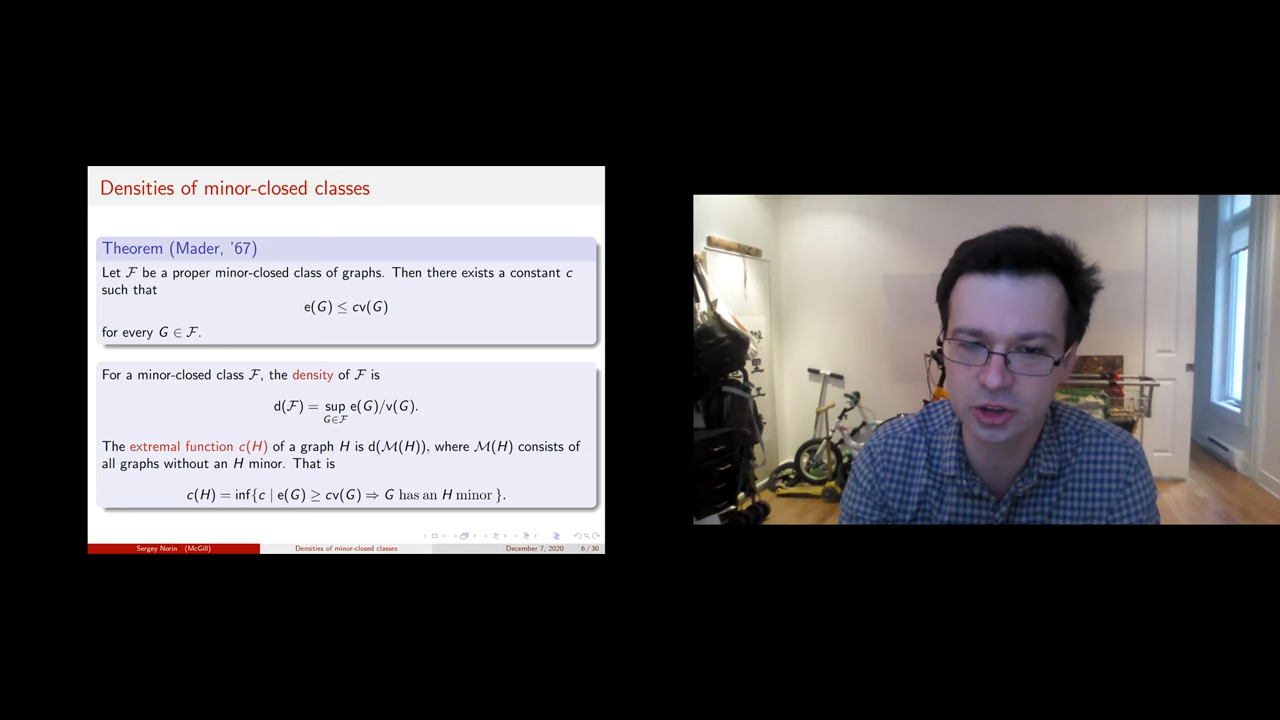 Densities of minor-closed classes
Theorem (Mader, '67)
Let F be a proper minor-closed class of graphs. Then there exists a constant c
such that
e(G) ≤ cv(G)
for every G ∈ F.
For a minor-closed class F, the density of F is
d(F) = sup e(G)/v(G).
G∈F
The extremal function c(H) of a graph H is d(M(H)), where M(H) consists of
all graphs without an H minor. That is
c(H) = inf{c | e(G) ≥ cv(G) ⇒ G has an H minor }.
Sergey Norin (McGill)
Densities of minor-closed classes
December 7, 2020
6 / 30